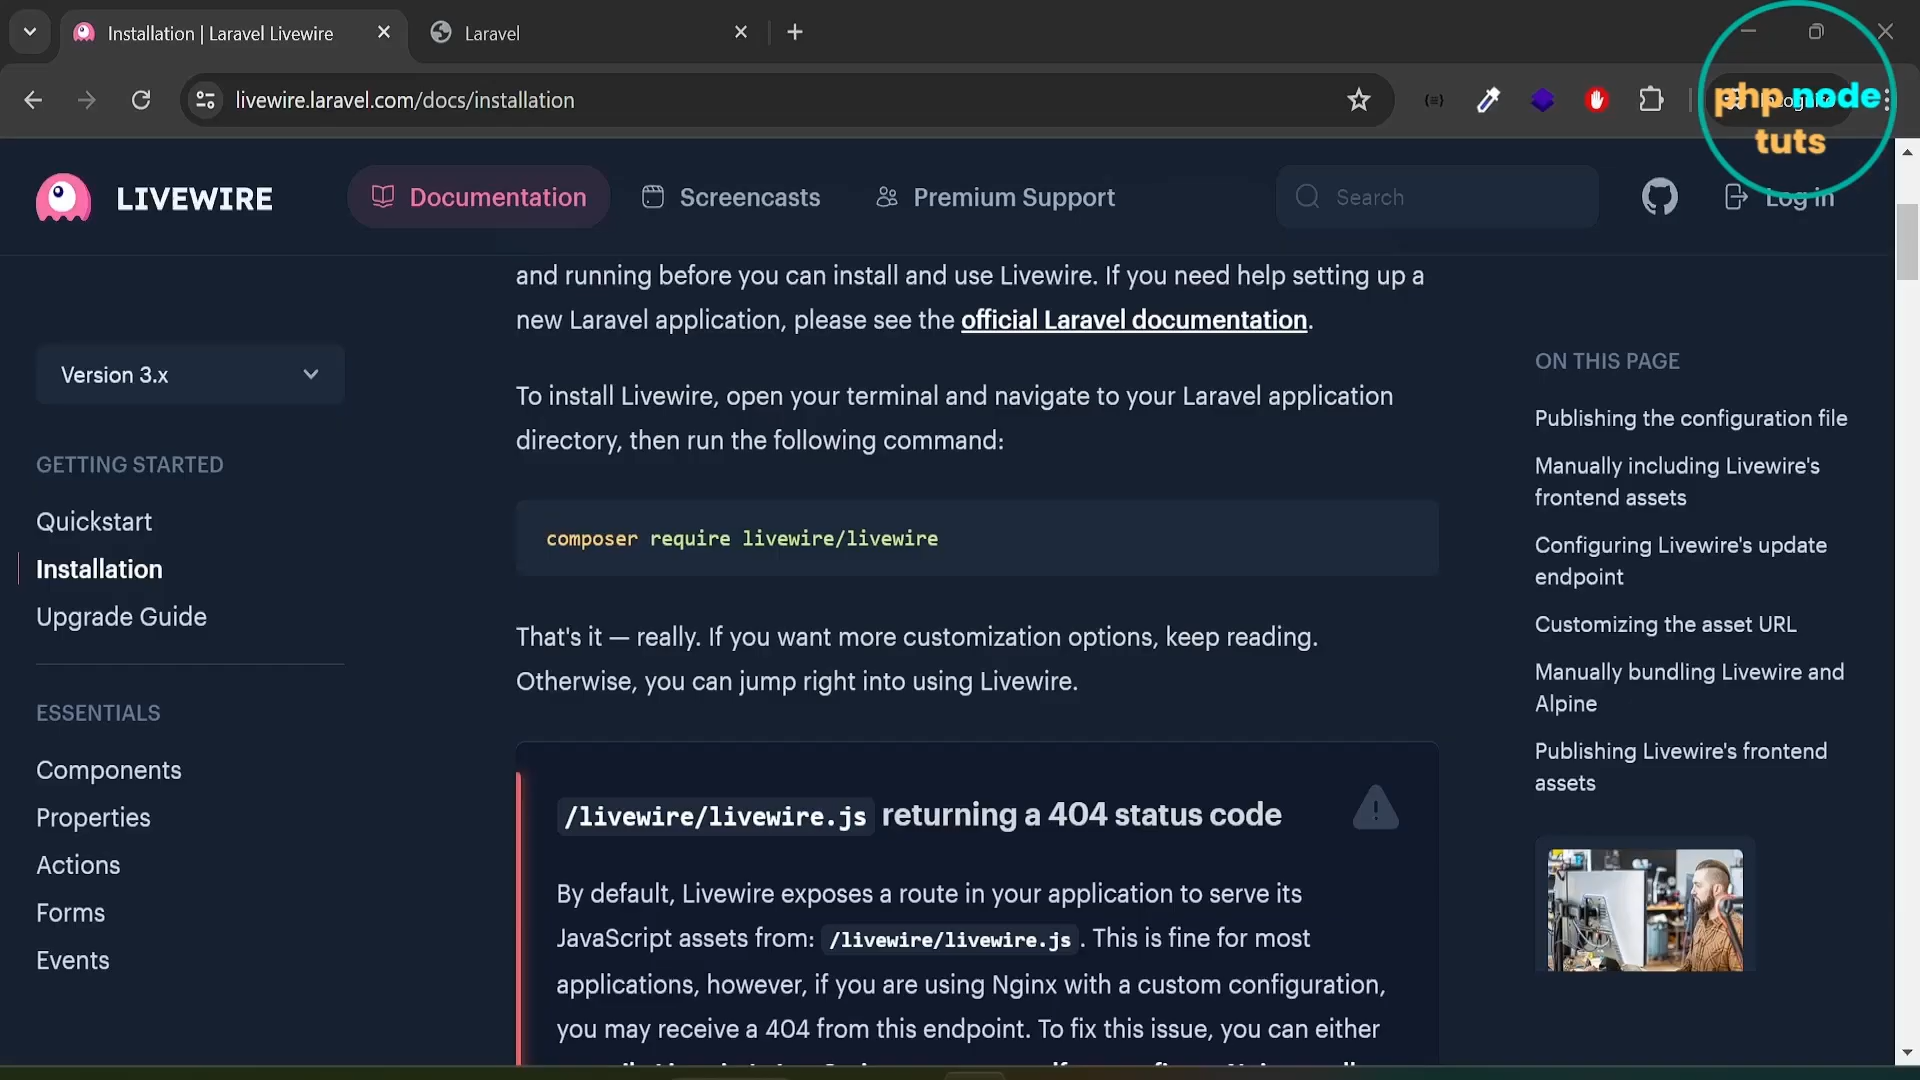 Installation | Laravel Livewire
Laravel
livewire.laravel.com/docs/installation
php node
tuts
LIVEWIRE
Documentation
Screencasts
Premium Support
Search
Log in
and running before you can install and use Livewire. If you need help setting up a
new Laravel application, please see the official Laravel documentation.
Version 3.x
GETTING STARTED
Quickstart
Installation
Upgrade Guide
ESSENTIALS
Components
Properties
Actions
Forms
Events
To install Livewire, open your terminal and navigate to your Laravel application
directory, then run the following command:
composer require livewire/livewire
That's it — really. If you want more customization options, keep reading.
Otherwise, you can jump right into using Livewire.
/livewire/livewire.js returning a 404 status code
By default, Livewire exposes a route in your application to serve its
JavaScript assets from: /livewire/livewire.js. This is fine for most
applications, however, if you are using Nginx with a custom configuration,
you may receive a 404 from this endpoint. To fix this issue, you can either
ON THIS PAGE
Publishing the configuration file
Manually including Livewire's
frontend assets
Configuring Livewire's update
endpoint
Customizing the asset URL
Manually bundling Livewire and
Alpine
Publishing Livewire's frontend
assets